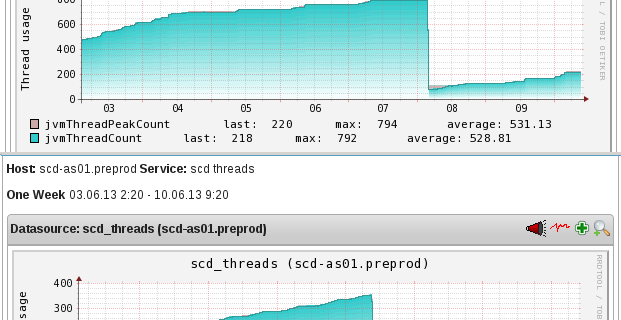 800
600
400
200
0
Thread usage
L / TOBI OETIKER
03 04 05 06 07 08 09
jvmThreadPeakCount last: 220 max: 794 average: 531.13
jvmThreadCount last: 218 max: 792 average: 528.81
Host: scd-as01.preprod Service: scd threads
One Week 03.06.13 2:20 - 10.06.13 9:20
Datasource: scd_threads (scd-as01.preprod)
scd_threads (scd-as01.preprod)
400
300
RRDTOOL / TOB